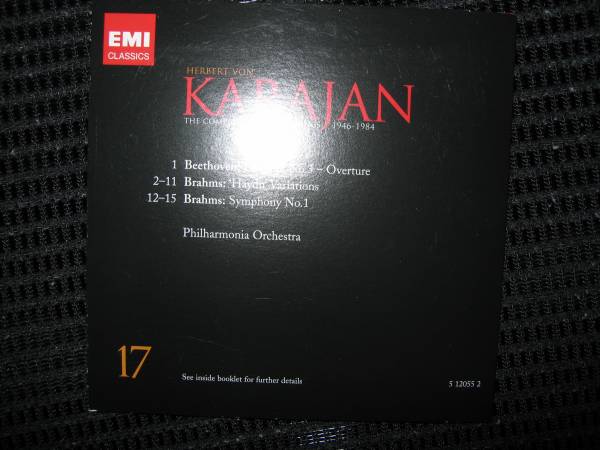 EMI
CLASSICS
HERBERT VON
KARAJAN
THE COMP 1946-1984
1 Beethoven: – Overture
2–11 Brahms: 'Haydn' Variations
12–15 Brahms: Symphony No.1
Philharmonia Orchestra
17
See inside booklet for further details
5 12055 2